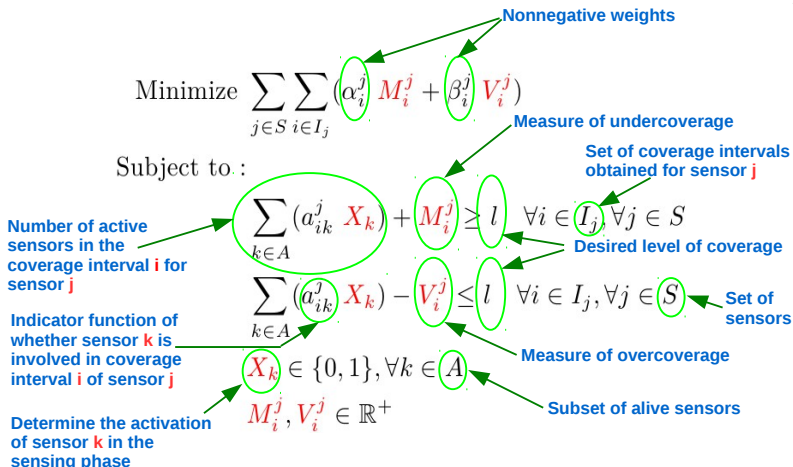 Nonnegative weights
Minimize ∑_{j∈S} ∑_{i∈I_j} (α_i^j M_i^j + β_i^j V_i^j)
Measure of undercoverage
Subject to :
Set of coverage intervals
obtained for sensor j
∑_{k∈A} (a_{ik}^j X_k) + M_i^j ≥ l ∀i ∈ I_j, ∀j ∈ S
Number of active
sensors in the
coverage interval i for
sensor j
Desired level of coverage
∑_{k∈A} (a_{ik}^j X_k) − V_i^j ≤ l ∀i ∈ I_j, ∀j ∈ S
Set of
sensors
Indicator function of
whether sensor k is
involved in coverage
interval i of sensor j
Measure of overcoverage
X_k ∈ {0, 1}, ∀k ∈ A
Subset of alive sensors
M_i^j, V_i^j ∈ ℝ^+
Determine the activation
of sensor k in the
sensing phase